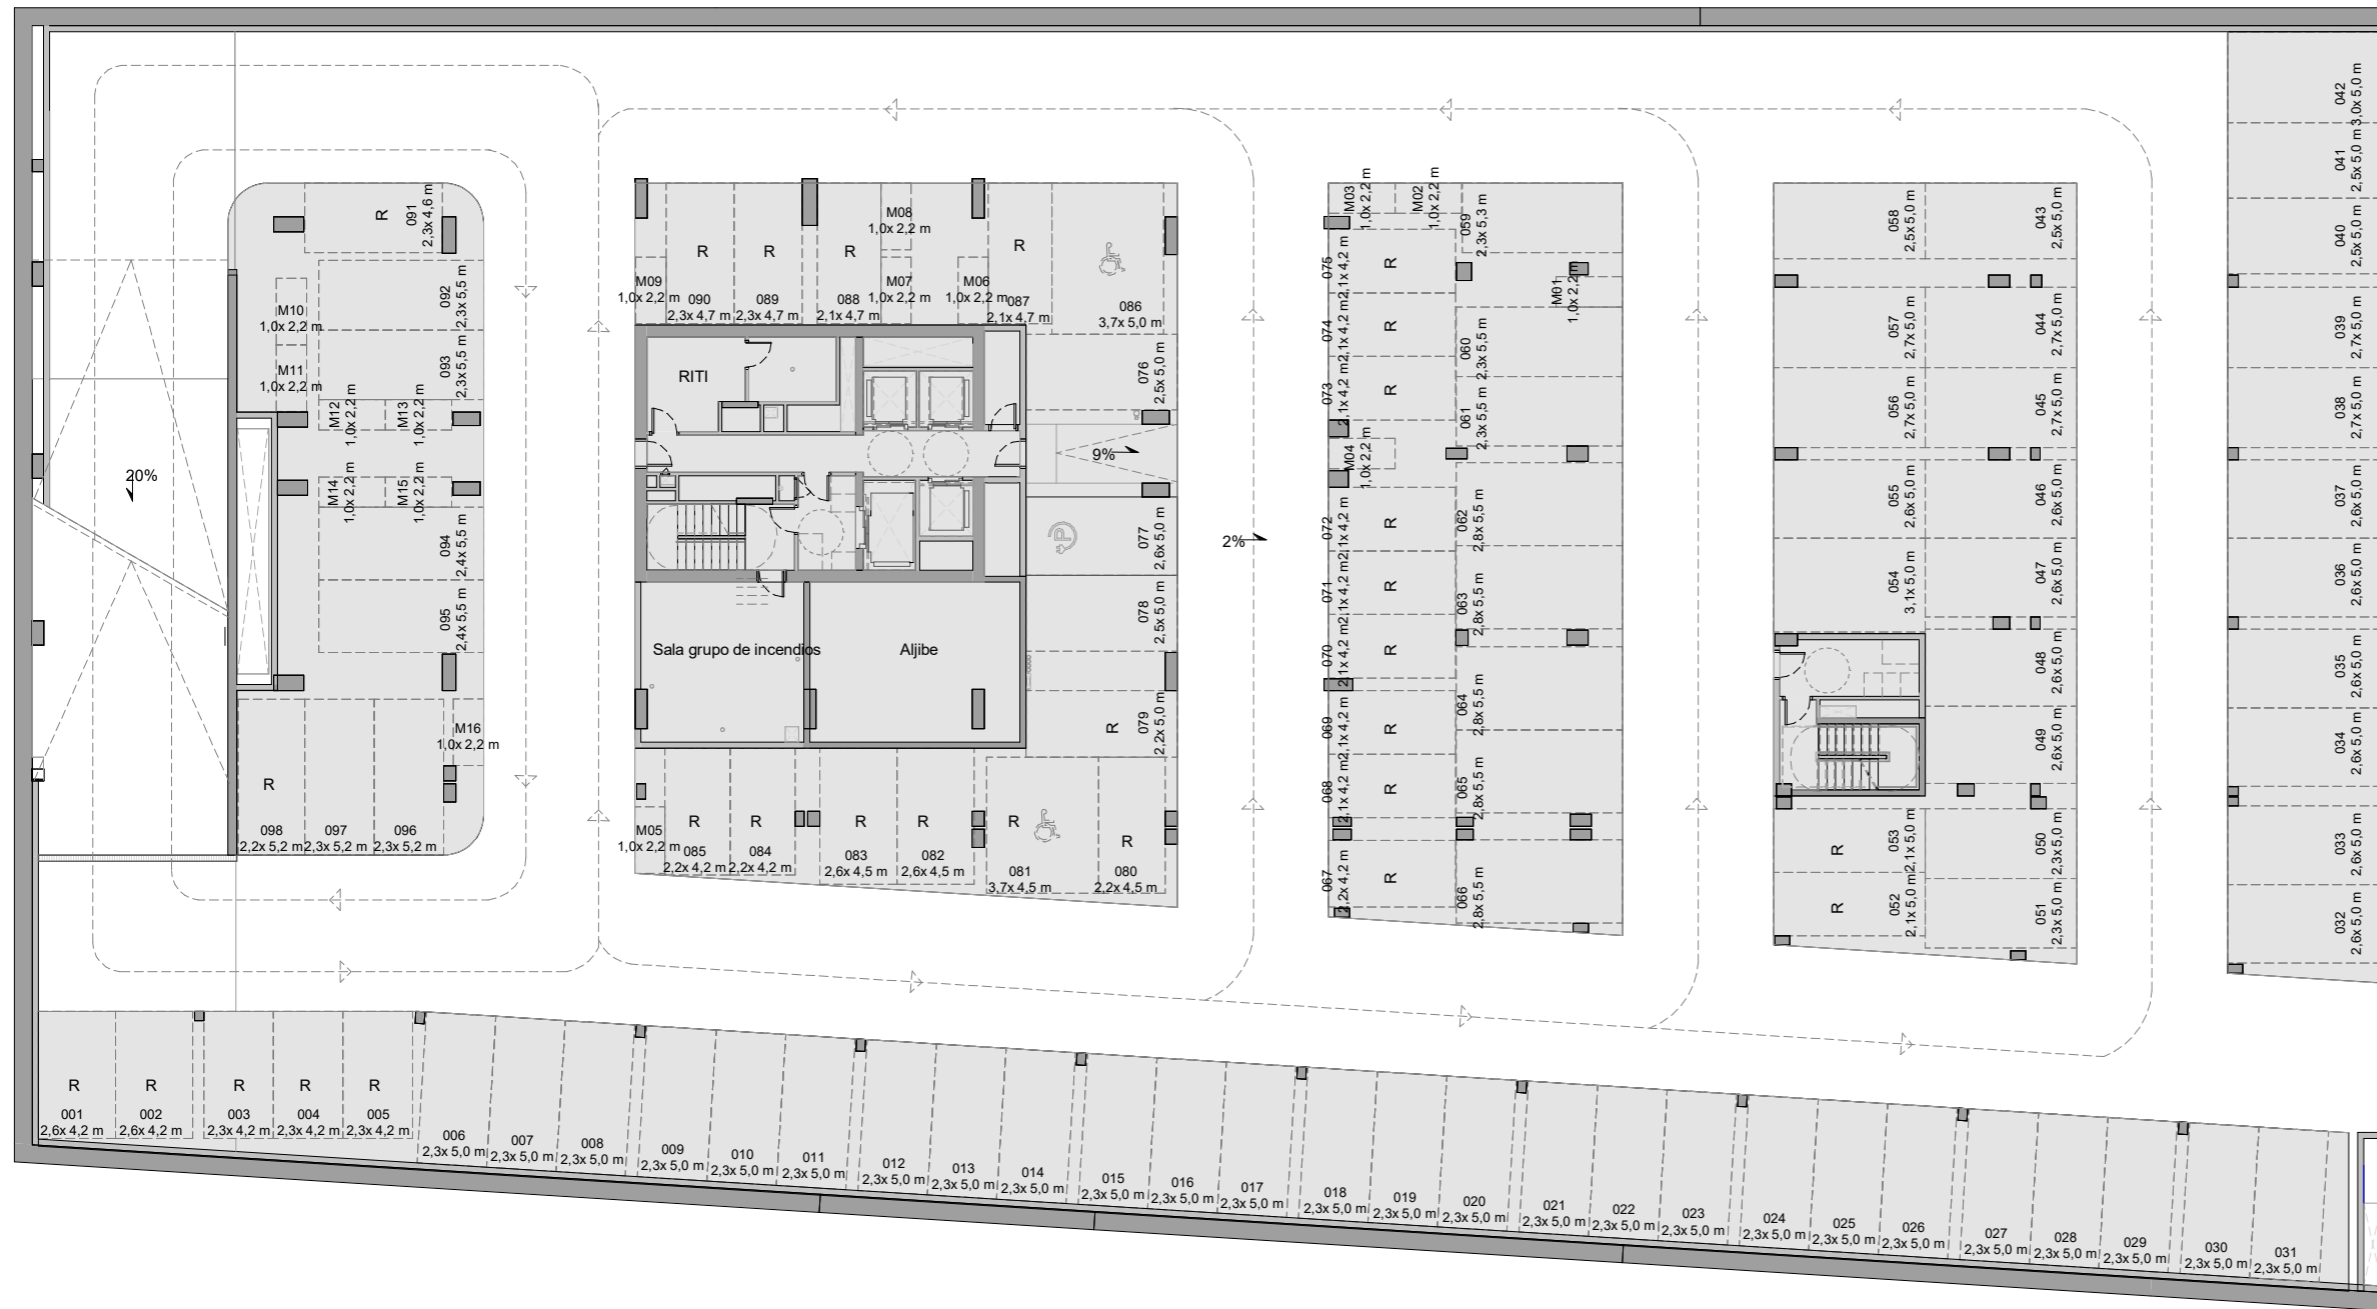 R
091
2,3x 4,6 m
092
2,3x 5,5 m
093
2,3x 5,5 m
M10
1,0x 2,2 m
M11
1,0x 2,2 m
M12
1,0x 2,2 m
M13
1,0x 2,2 m
M14
1,0x 2,2 m
M15
1,0x 2,2 m
094
2,4x 5,5 m
095
2,4x 5,5 m
20%
M16
1,0x 2,2 m
R
098
2,2x 5,2 m
097
2,3x 5,2 m
096
2,3x 5,2 m
M09
1,0x 2,2 m
R
090
2,3x 4,7 m
R
089
2,3x 4,7 m
R
088
2,1x 4,7 m
M08
1,0x 2,2 m
M07
1,0x 2,2 m
M06
1,0x 2,2 m
R
087
2,1x 4,7 m
086
3,7x 5,0 m
076
2,5x 5,0 m
RITI
9%
P
077
2,6x 5,0 m
078
2,5x 5,0 m
R
079
2,2x 5,0 m
Sala grupo de incendios
Aljibe
M05
1,0x 2,2 m
R
085
2,2x 4,2 m
R
084
2,2x 4,2 m
R
083
2,6x 4,5 m
R
082
2,6x 4,5 m
R
081
3,7x 4,5 m
R
080
2,2x 4,5 m
2%
M03
1,0x 2,2 m
M02
1,0x 2,2 m
059
2,3x 5,3 m
M01
1,0x 2,2 m
075
2,1x 4,2 m
R
074
2,1x 4,2 m
R
073
2,1x 4,2 m
R
060
2,3x 5,5 m
061
2,3x 5,5 m
M04
1,0x 2,2 m
072
2,1x 4,2 m
R
071
2,1x 4,2 m
R
070
2,1x 4,2 m
R
069
2,1x 4,2 m
R
068
2,1x 4,2 m
R
067
2,2x 4,2 m
R
062
2,8x 5,5 m
063
2,8x 5,5 m
064
2,8x 5,5 m
065
2,8x 5,5 m
066
2,8x 5,5 m
058
2,5x 5,0 m
043
2,5x 5,0 m
057
2,7x 5,0 m
044
2,7x 5,0 m
056
2,7x 5,0 m
045
2,7x 5,0 m
055
2,6x 5,0 m
046
2,6x 5,0 m
054
3,1x 5,0 m
047
2,6x 5,0 m
048
2,6x 5,0 m
049
2,6x 5,0 m
R
053
2,1x 5,0 m
050
2,3x 5,0 m
R
052
2,1x 5,0 m
051
2,3x 5,0 m
042
3,0x 5,0 m
041
2,5x 5,0 m
040
2,5x 5,0 m
039
2,7x 5,0 m
038
2,7x 5,0 m
037
2,6x 5,0 m
036
2,6x 5,0 m
035
2,6x 5,0 m
034
2,6x 5,0 m
033
2,6x 5,0 m
032
2,6x 5,0 m
R
001
2,6x 4,2 m
R
002
2,6x 4,2 m
R
003
2,3x 4,2 m
R
004
2,3x 4,2 m
R
005
2,3x 4,2 m
006
2,3x 5,0 m
007
2,3x 5,0 m
008
2,3x 5,0 m
009
2,3x 5,0 m
010
2,3x 5,0 m
011
2,3x 5,0 m
012
2,3x 5,0 m
013
2,3x 5,0 m
014
2,3x 5,0 m
015
2,3x 5,0 m
016
2,3x 5,0 m
017
2,3x 5,0 m
018
2,3x 5,0 m
019
2,3x 5,0 m
020
2,3x 5,0 m
021
2,3x 5,0 m
022
2,3x 5,0 m
023
2,3x 5,0 m
024
2,3x 5,0 m
025
2,3x 5,0 m
026
2,3x 5,0 m
027
2,3x 5,0 m
028
2,3x 5,0 m
029
2,3x 5,0 m
030
2,3x 5,0 m
031
2,3x 5,0 m